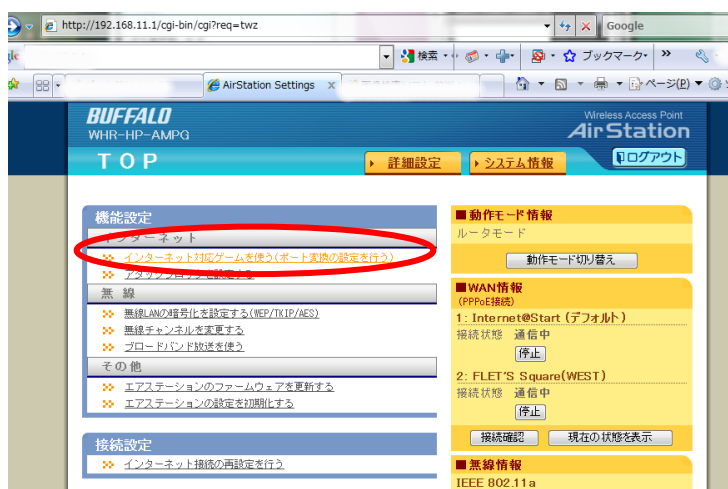 http://192.168.11.1/cgi-bin/cgi?req=twz
Google
gle
検索
ブックマーク
AirStation Settings
ページ(P)
BUFFALO
WHR-HP-AMPG
Wireless Access Point
AirStation
TOP
詳細設定
システム情報
ログアウト
機能設定
インターネット
インターネット対応ゲームを使う(ポート変換の設定を行う)
アタックブロックを設定する
無 線
無線LANの暗号化を設定する(WEP/TKIP/AES)
無線チャンネルを変更する
ブロードバンド放送を使う
その他
エアステーションのファームウェアを更新する
エアステーションの設定を初期化する
接続設定
インターネット接続の再設定を行う
■動作モード情報
ルータモード
動作モード切り替え
■WAN情報
(PPPoE接続)
1: Internet@Start (デフォルト)
接続状態 通信中
停止
2: FLET'S Square(WEST)
接続状態 通信中
停止
接続確認 現在の状態を表示
■無線情報
IEEE 802.11a